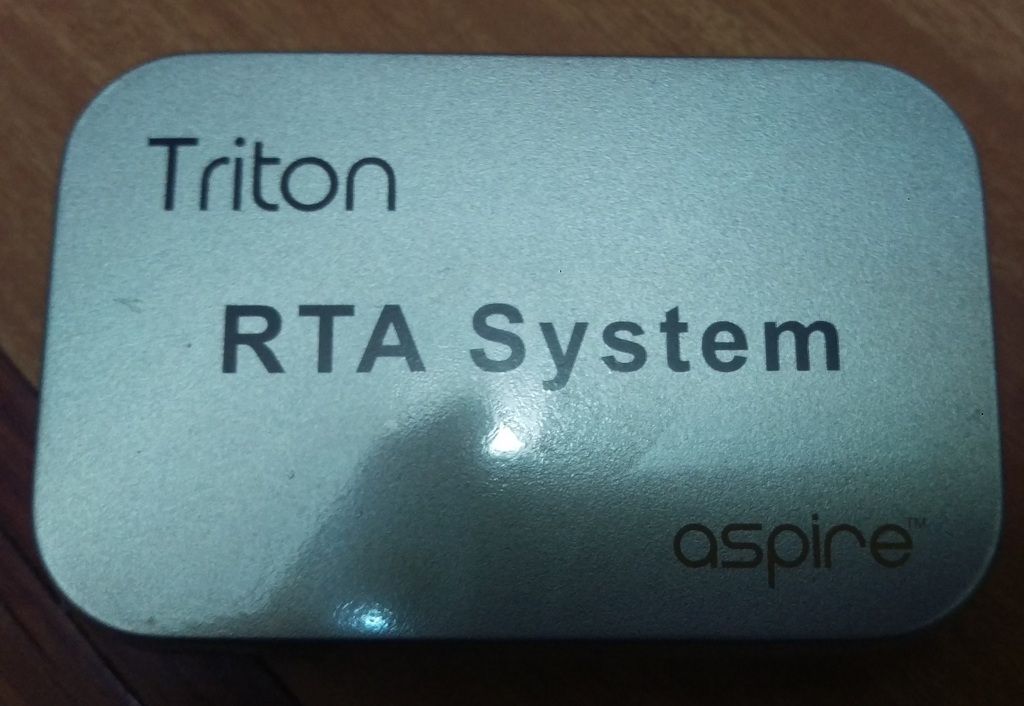 Triton
RTA System
aspire™